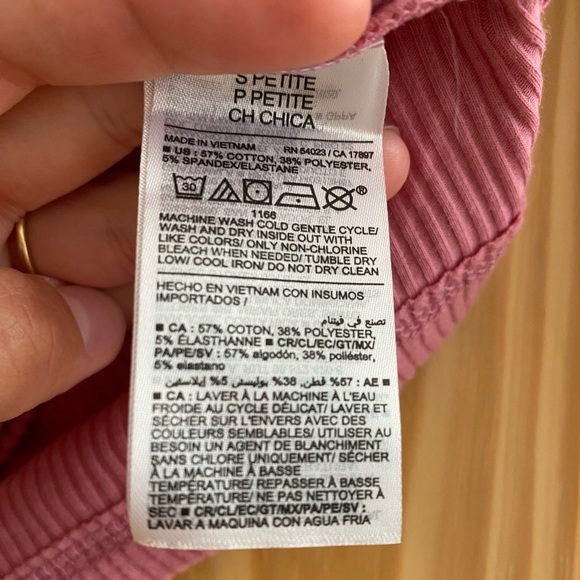 S PETITE
P PETITE
CH CHICA
MADE IN VIETNAM RN 54023 / CA 17897
■ US : 57% COTTON, 38% POLYESTER,
5% SPANDEX/ELASTANE
30
®
1168
MACHINE WASH COLD GENTLE CYCLE/
WASH AND DRY INSIDE OUT WITH
LIKE COLORS/ ONLY NON-CHLORINE
BLEACH WHEN NEEDED/ TUMBLE DRY
LOW/ COOL IRON/ DO NOT DRY CLEAN
HECHO EN VIETNAM CON INSUMOS
IMPORTADOS /
تصنع في فيتنام
■ CA : 57% COTTON, 38% POLYESTER,
5% ÉLASTHANNE ■ CR/CL/EC/GT/MX/
PA/PE/SV : 57% algodón, 38% poliéster,
5% elastano
■ AE : 57% قطن, 38% بوليستر, 5% إيلاستين
■ CA : LAVER À LA MACHINE À L'EAU
FROIDE AU CYCLE DÉLICAT/ LAVER ET
SÉCHER SUR L'ENVERS AVEC DES
COULEURS SEMBLABLES/ UTILISER AU
BESOIN UN AGENT DE BLANCHIMENT
SANS CHLORE UNIQUEMENT/ SÉCHER
À LA MACHINE À BASSE
TEMPÉRATURE/ REPASSER À BASSE
TEMPÉRATURE/ NE PAS NETTOYER À
SEC ■ CR/CL/EC/GT/MX/PA/PE/SV:
LAVAR A MAQUINA CON AGUA FRIA